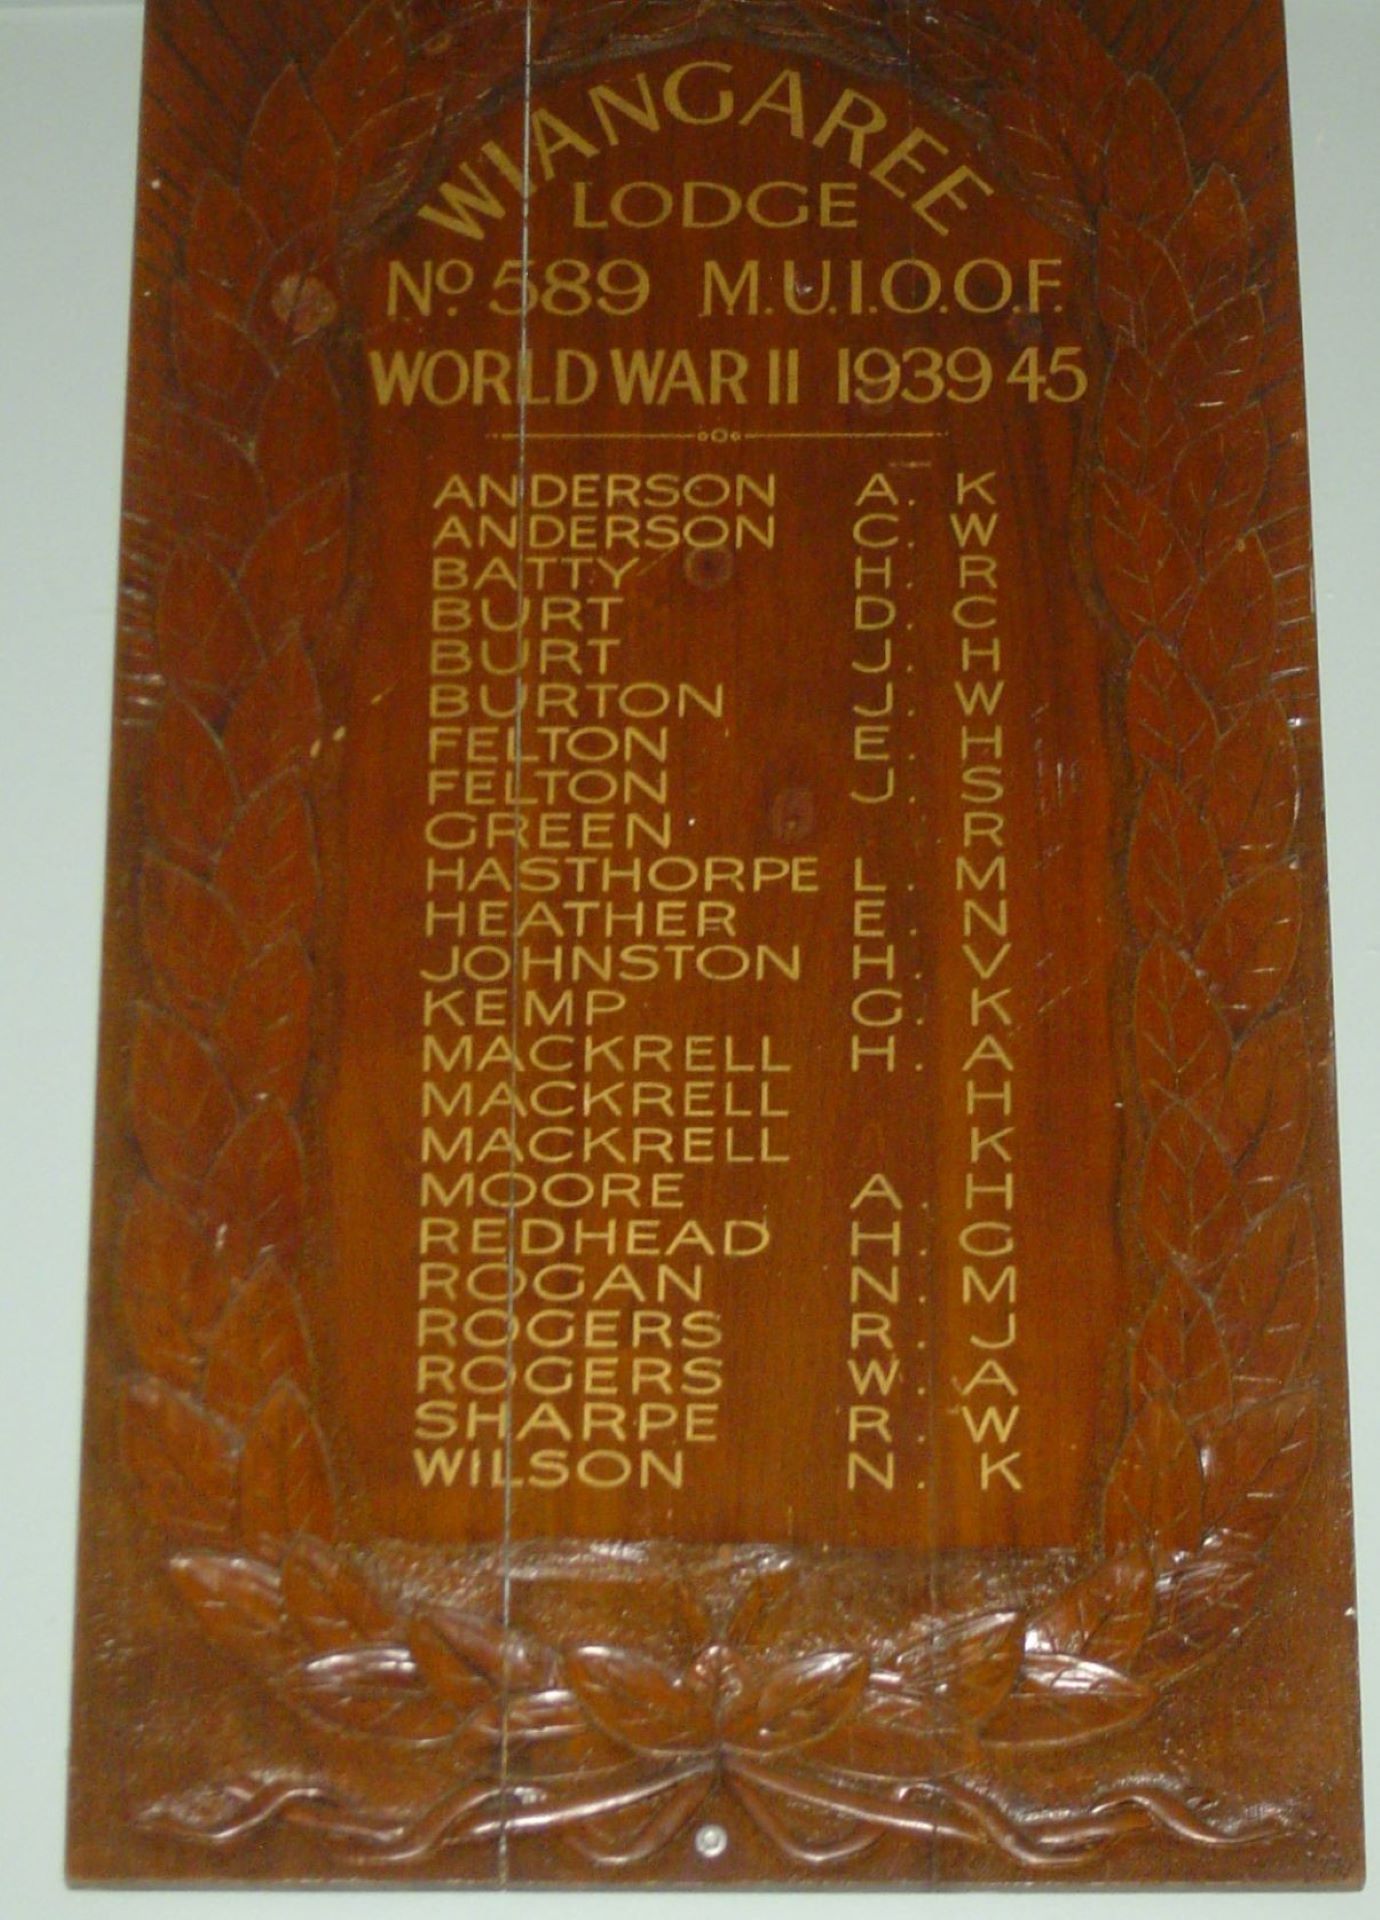 WIANGAREE
LODGE
No. 589 M.U.I.O.O.F.
WORLD WAR II 1939 45
ANDERSON A. K
ANDERSON C. W
BATTY H. R
BURT D. C
BURT J. H
BURTON J. W
FELTON E. H
FELTON J. S
GREEN R
HASTHORPE L. M
HEATHER E. N
JOHNSTON H. V
KEMP G. K
MACKRELL H. A
MACKRELL H
MACKRELL K
MOORE A. H
REDHEAD H. G
ROGAN N. M
ROGERS R. J
ROGERS W. A
SHARPE R. W
WILSON N. K